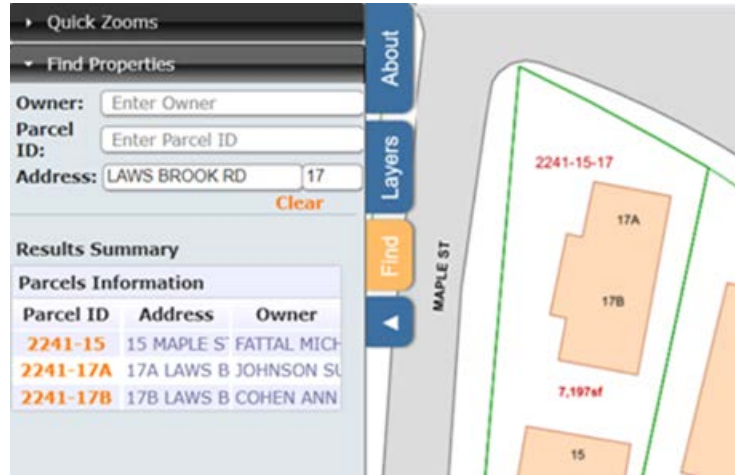 Quick Zooms
Find Properties
Owner: Enter Owner
Parcel ID: Enter Parcel ID
Address: LAWS BROOK RD 17
Clear
Results Summary
Parcels Information
Parcel ID Address Owner
2241-15 15 MAPLE S FATTAL MICH
2241-17A 17A LAWS B JOHNSON SU
2241-17B 17B LAWS B COHEN ANN
About
Layers
Find
MAPLE ST
2241-15-17
17A
17B
7,197sf
15